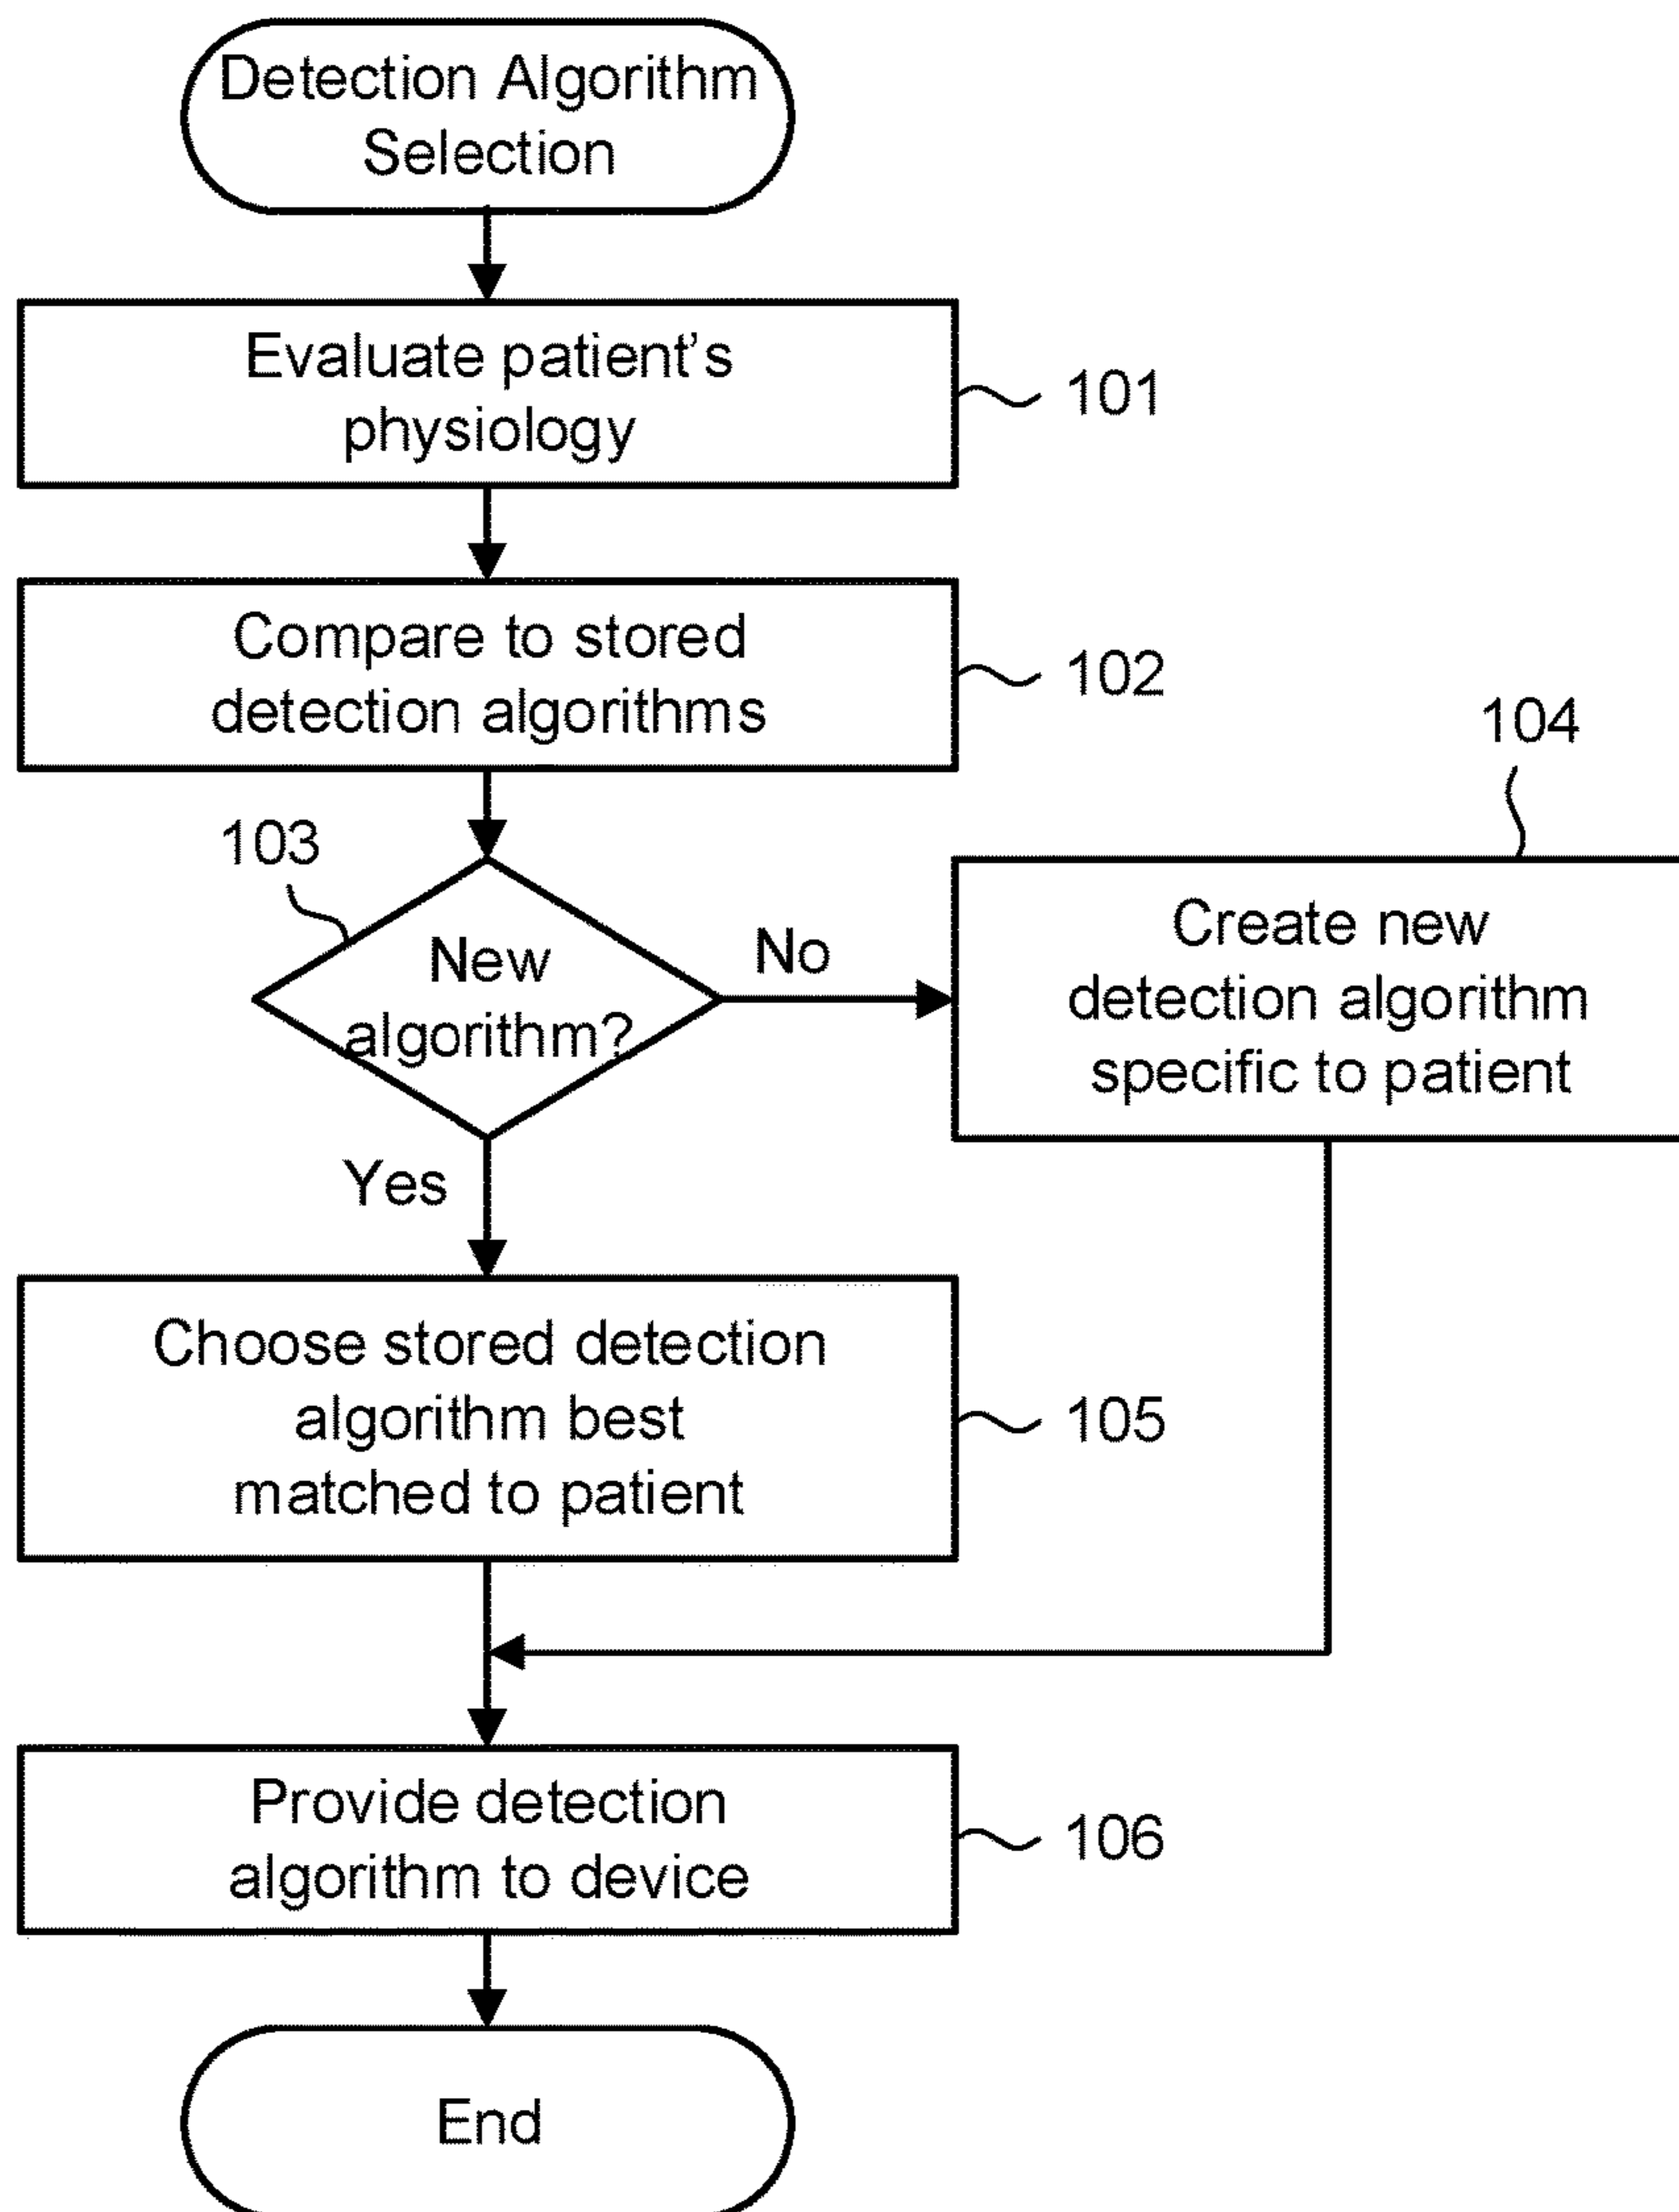 Detection Algorithm
Selection
Evaluate patient's
physiology
101
Compare to stored
detection algorithms
102
103
New
algorithm?
No
104
Create new
detection algorithm
specific to patient
Yes
Choose stored detection
algorithm best
matched to patient
105
Provide detection
algorithm to device
106
End